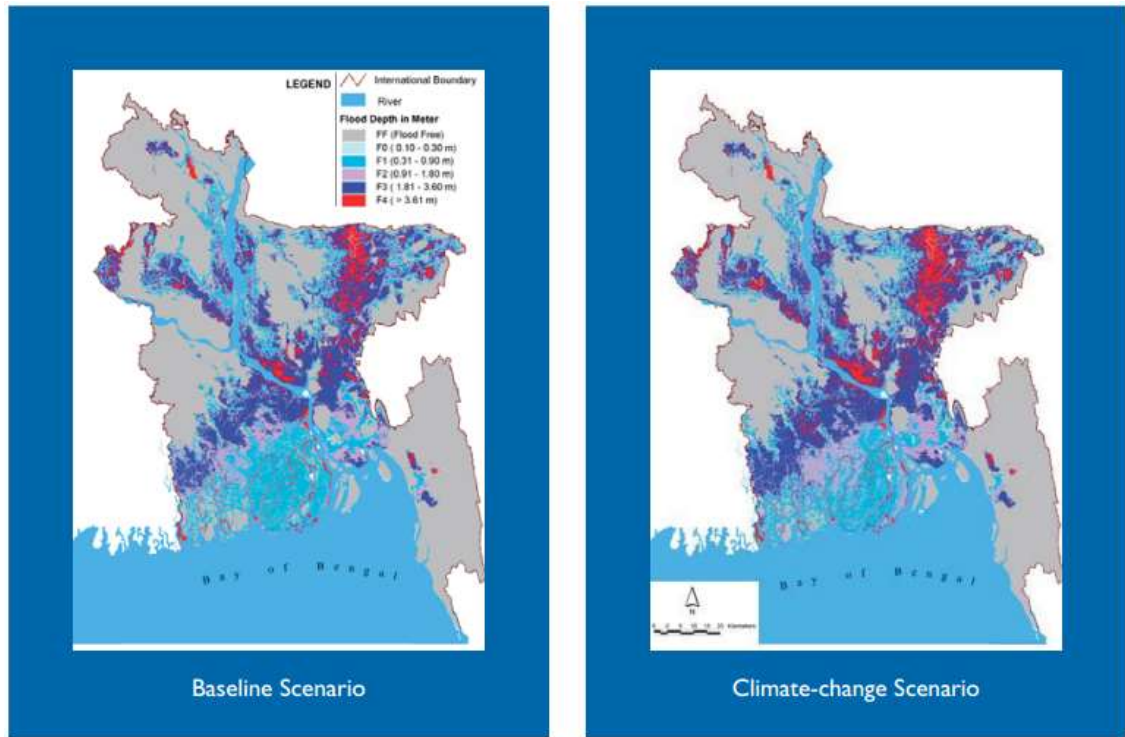 LEGEND
International Boundary
River
Flood Depth in Meter
FF (Flood Free)
F0 ( 0.10 - 0.30 m)
F1 (0.31 - 0.90 m)
F2 (0.91 - 1.80 m)
F3 ( 1.81 - 3.60 m)
F4 ( > 3.61 m)
Bay of Bengal
Baseline Scenario
Bay of Bengal
N
Kilometers
Climate-change Scenario